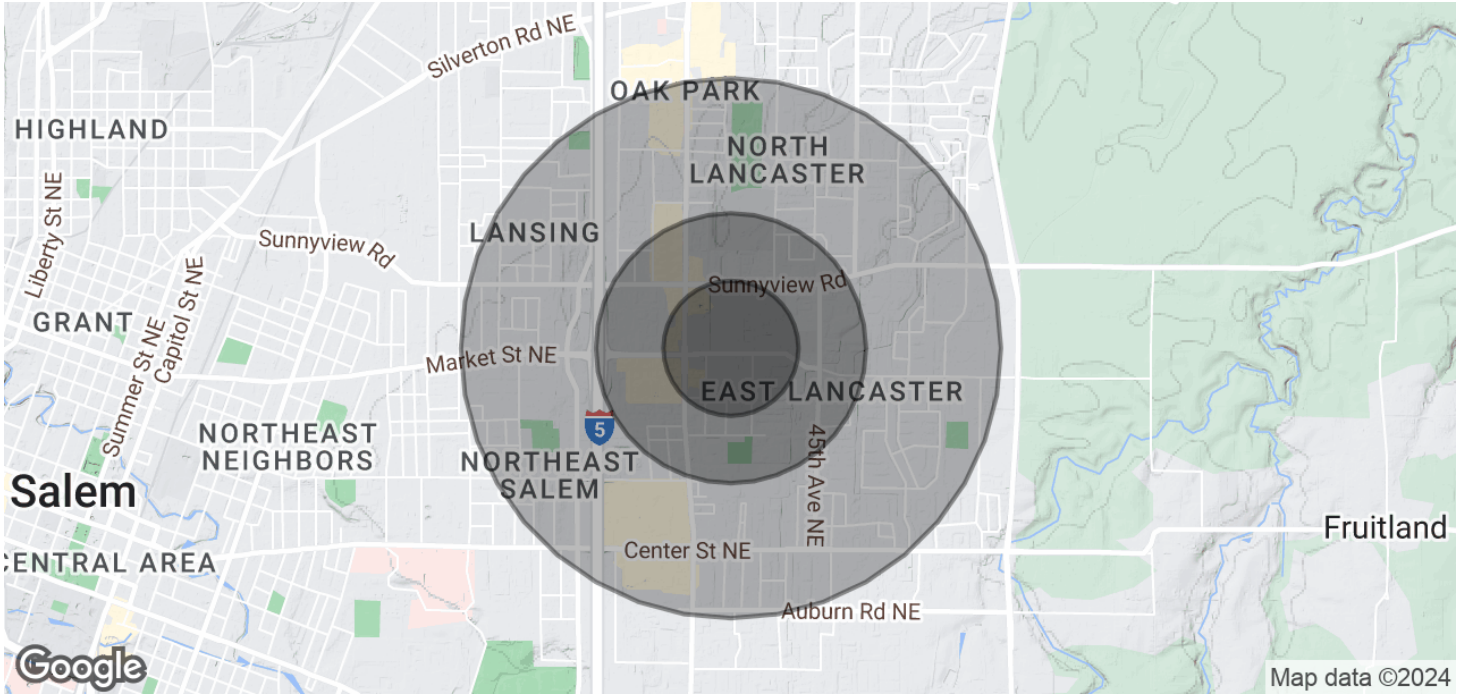 Silverton Rd NE
OAK PARK
HIGHLAND
NORTH
LANCASTER
Liberty St NE
LANSING
Sunnyview Rd
Sunnyview Rd
Capitol St NE
GRANT
Summer St NE
Market St NE
EAST LANCASTER
5
NORTHEAST
NEIGHBORS
NORTHEAST
SALEM
45th Ave NE
Salem
Center St NE
Fruitland
CENTRAL AREA
Auburn Rd NE
Google
Map data ©2024